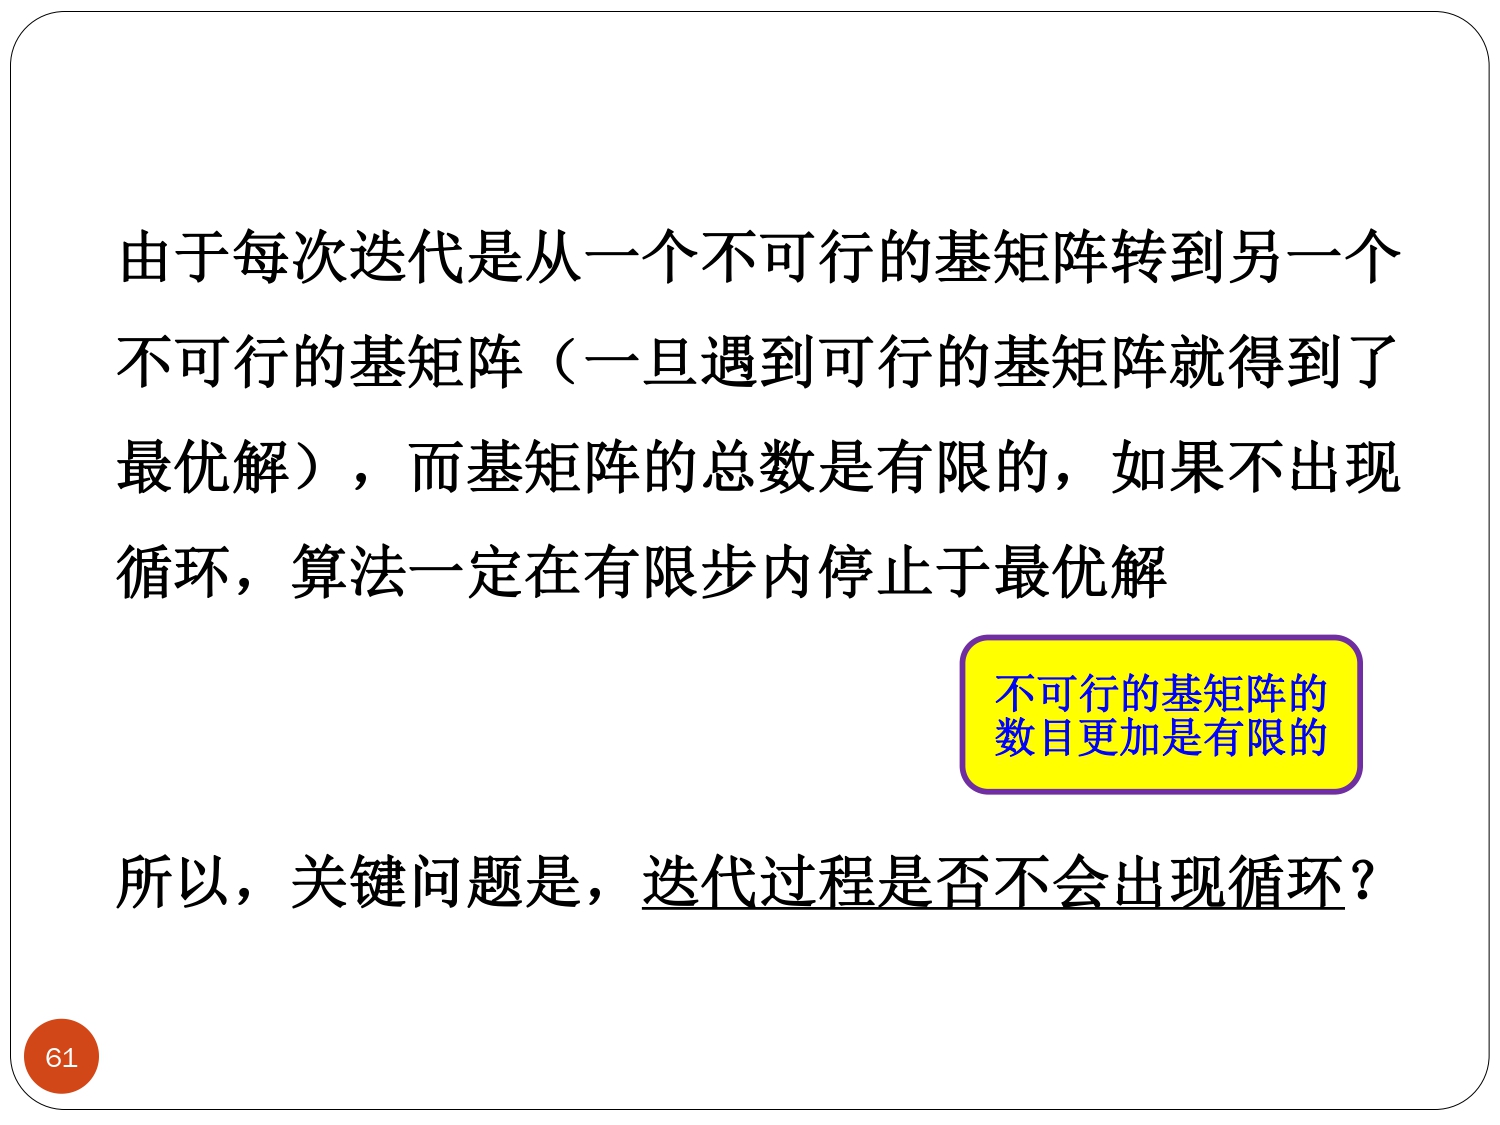 由于每次迭代是从一个不可行的基矩阵转到另一个
不可行的基矩阵（一旦遇到可行的基矩阵就得到了
最优解），而基矩阵的总数是有限的，如果不出现
循环，算法一定在有限步内停止于最优解
不可行的基矩阵的
数目更加是有限的
所以，关键问题是，迭代过程是否不会出现循环？
61